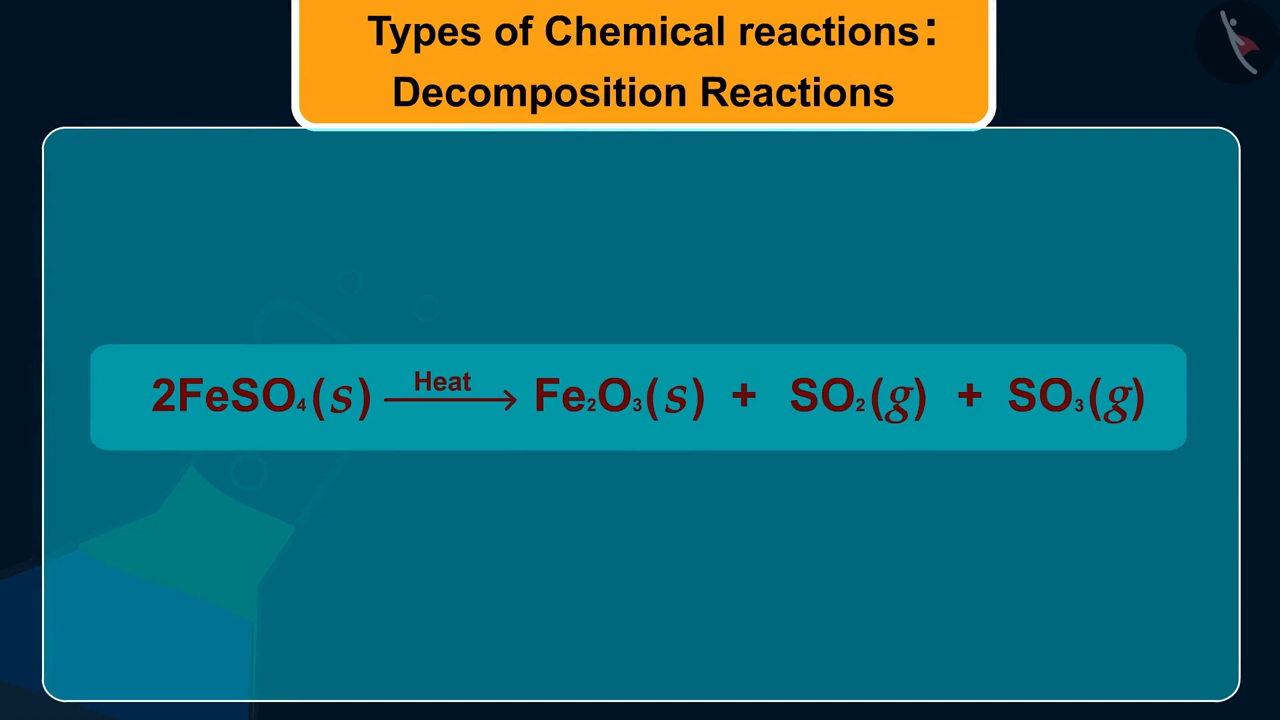 Types of Chemical reactions:
Decomposition Reactions
2FeSO₄(s) —Heat→ Fe₂O₃(s) + SO₂(g) + SO₃(g)